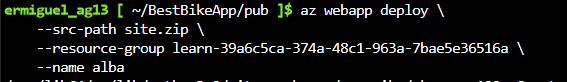 ermiguel_ag13 [ ~/BestBikeApp/pub ]$ az webapp deploy \
--src-path site.zip \
--resource-group learn-39a6c5ca-374a-48c1-963a-7bae5e36516a \
--name alba